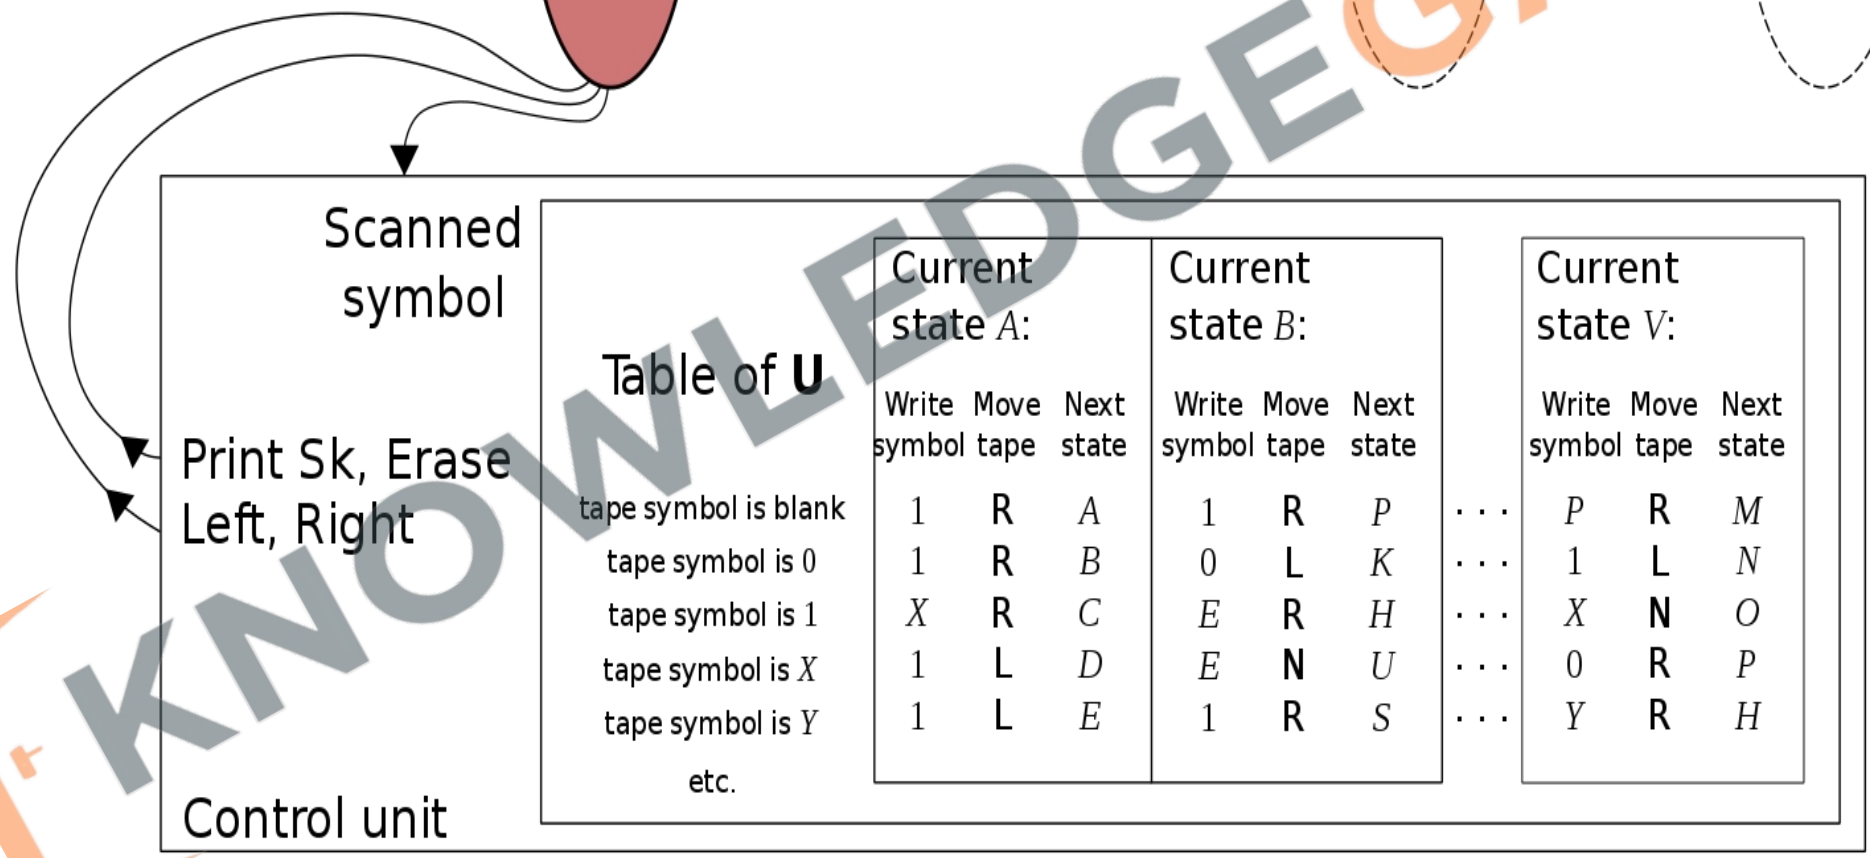 KNOWLEDGEG
Scanned
symbol
Print Sk, Erase
Left, Right
Control unit
Table of U
Current Current Current
state A: state B: state V:
Write Move Next Write Move Next Write Move Next
symbol tape state symbol tape state symbol tape state
tape symbol is blank 1 R A 1 R P . . . P R M
tape symbol is 0 1 R B 0 L K . . . 1 L N
tape symbol is 1 X R C E R H . . . X N O
tape symbol is X 1 L D E N U . . . 0 R P
tape symbol is Y 1 L E 1 R S . . . Y R H
etc.